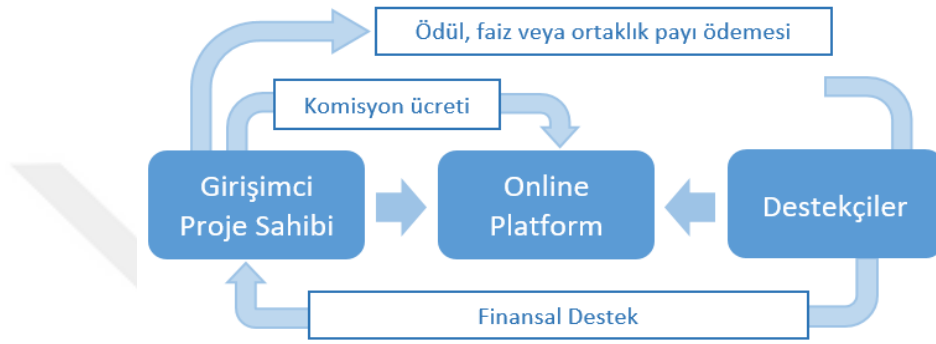 Ödül, faiz veya ortaklık payı ödemesi
Komisyon ücreti
Girişimci
Proje Sahibi
Online
Platform
Destekçiler
Finansal Destek